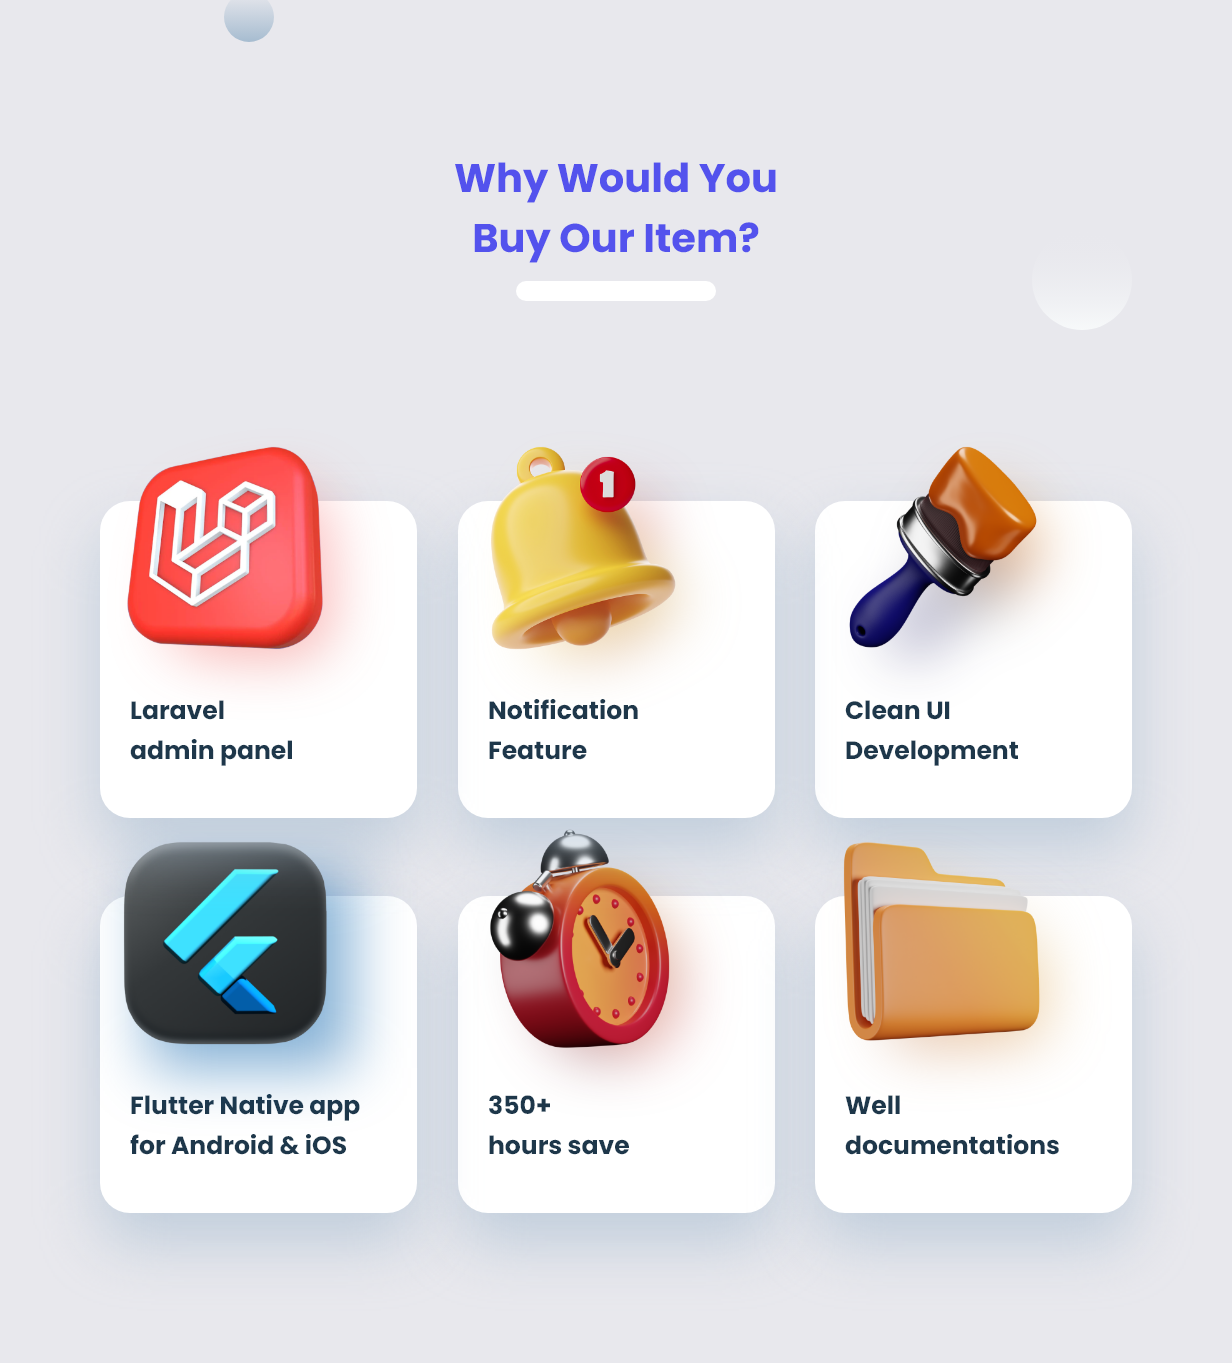 Why Would You
Buy Our Item?
1
Laravel
admin panel
Notification
Feature
Clean UI
Development
Flutter Native app
for Android & iOS
350+
hours save
Well
documentations